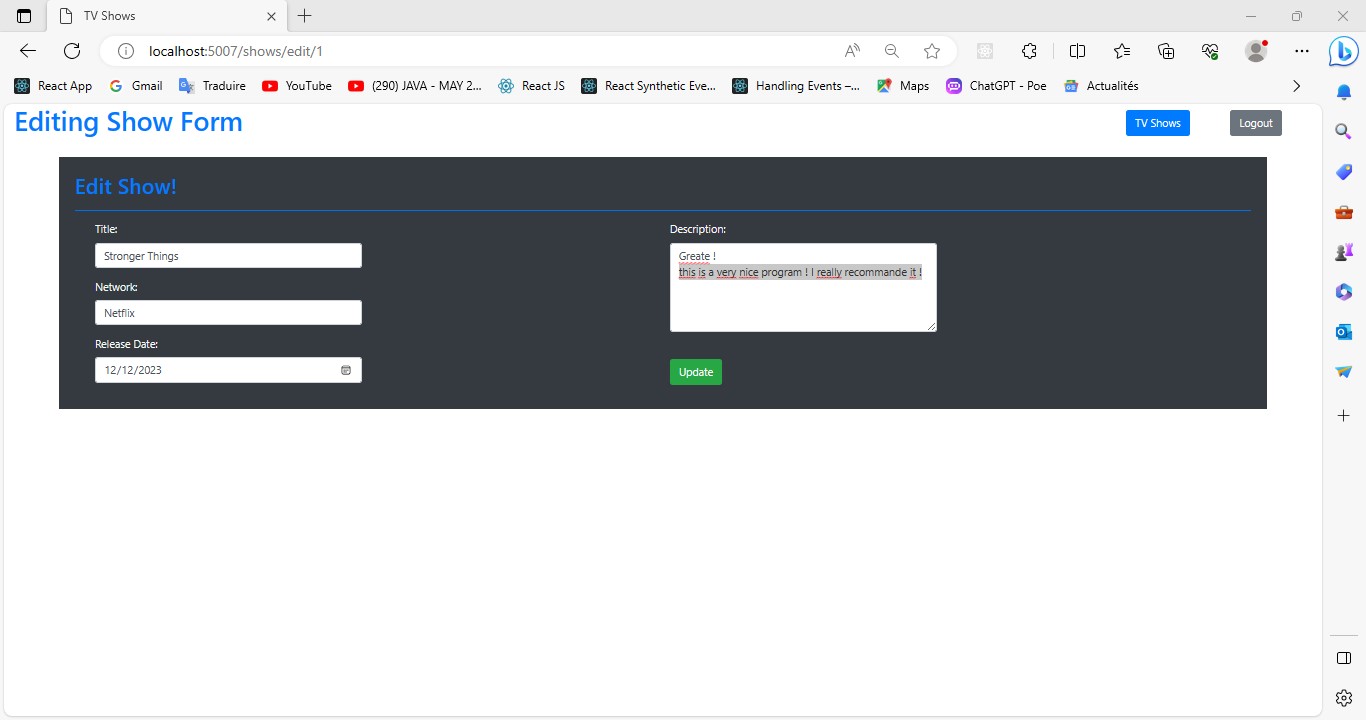 TV Shows
localhost:5007/shows/edit/1
React App Gmail Traduire YouTube (290) JAVA - MAY 2... React JS React Synthetic Eve... Handling Events –... Maps ChatGPT - Poe Actualités
Editing Show Form
TV Shows Logout
Edit Show!
Title:
Stronger Things
Network:
Netflix
Release Date:
12/12/2023
Description:
Greate !
this is a very nice program ! I really recommande it !
Update